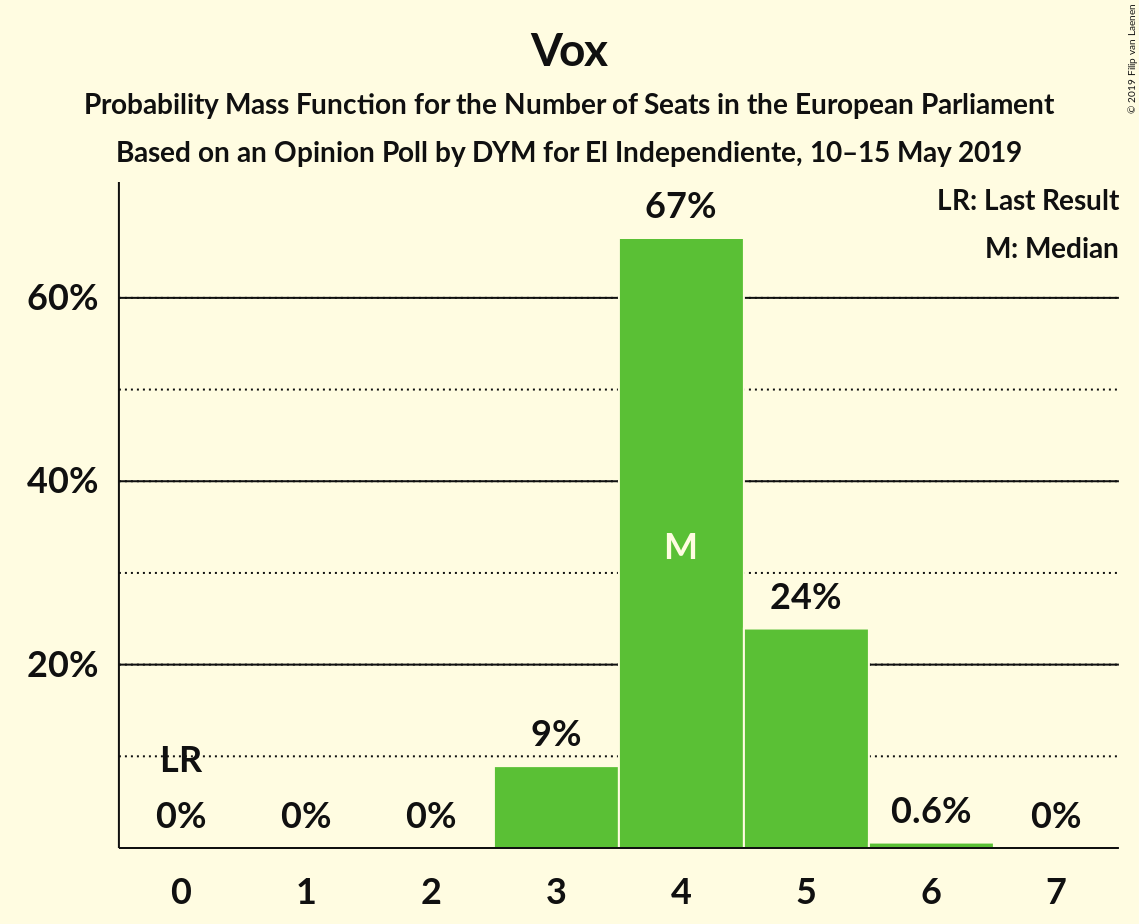 Vox
Probability Mass Function for the Number of Seats in the European Parliament
Based on an Opinion Poll by DYM for El Independiente, 10–15 May 2019
© 2019 Filip van Laenen
LR: Last Result
M: Median
60%
40%
20%
LR
0%
0%
0%
9%
67%
M
24%
0.6%
0%
0 1 2 3 4 5 6 7